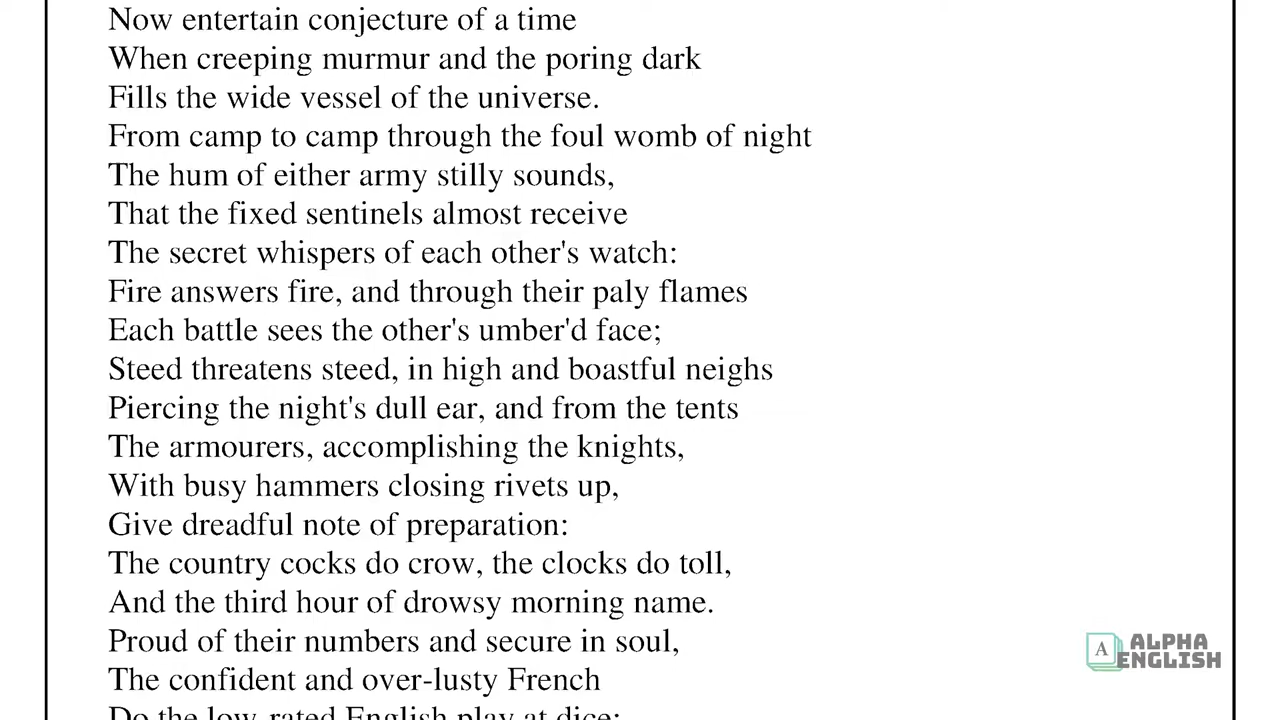 Now entertain conjecture of a time
When creeping murmur and the poring dark
Fills the wide vessel of the universe.
From camp to camp through the foul womb of night
The hum of either army stilly sounds,
That the fixed sentinels almost receive
The secret whispers of each other's watch:
Fire answers fire, and through their paly flames
Each battle sees the other's umber'd face;
Steed threatens steed, in high and boastful neighs
Piercing the night's dull ear, and from the tents
The armourers, accomplishing the knights,
With busy hammers closing rivets up,
Give dreadful note of preparation:
The country cocks do crow, the clocks do toll,
And the third hour of drowsy morning name.
Proud of their numbers and secure in soul,
The confident and over-lusty French
Do the low-rated English play at dice;
A ALPHA
ENGLISH